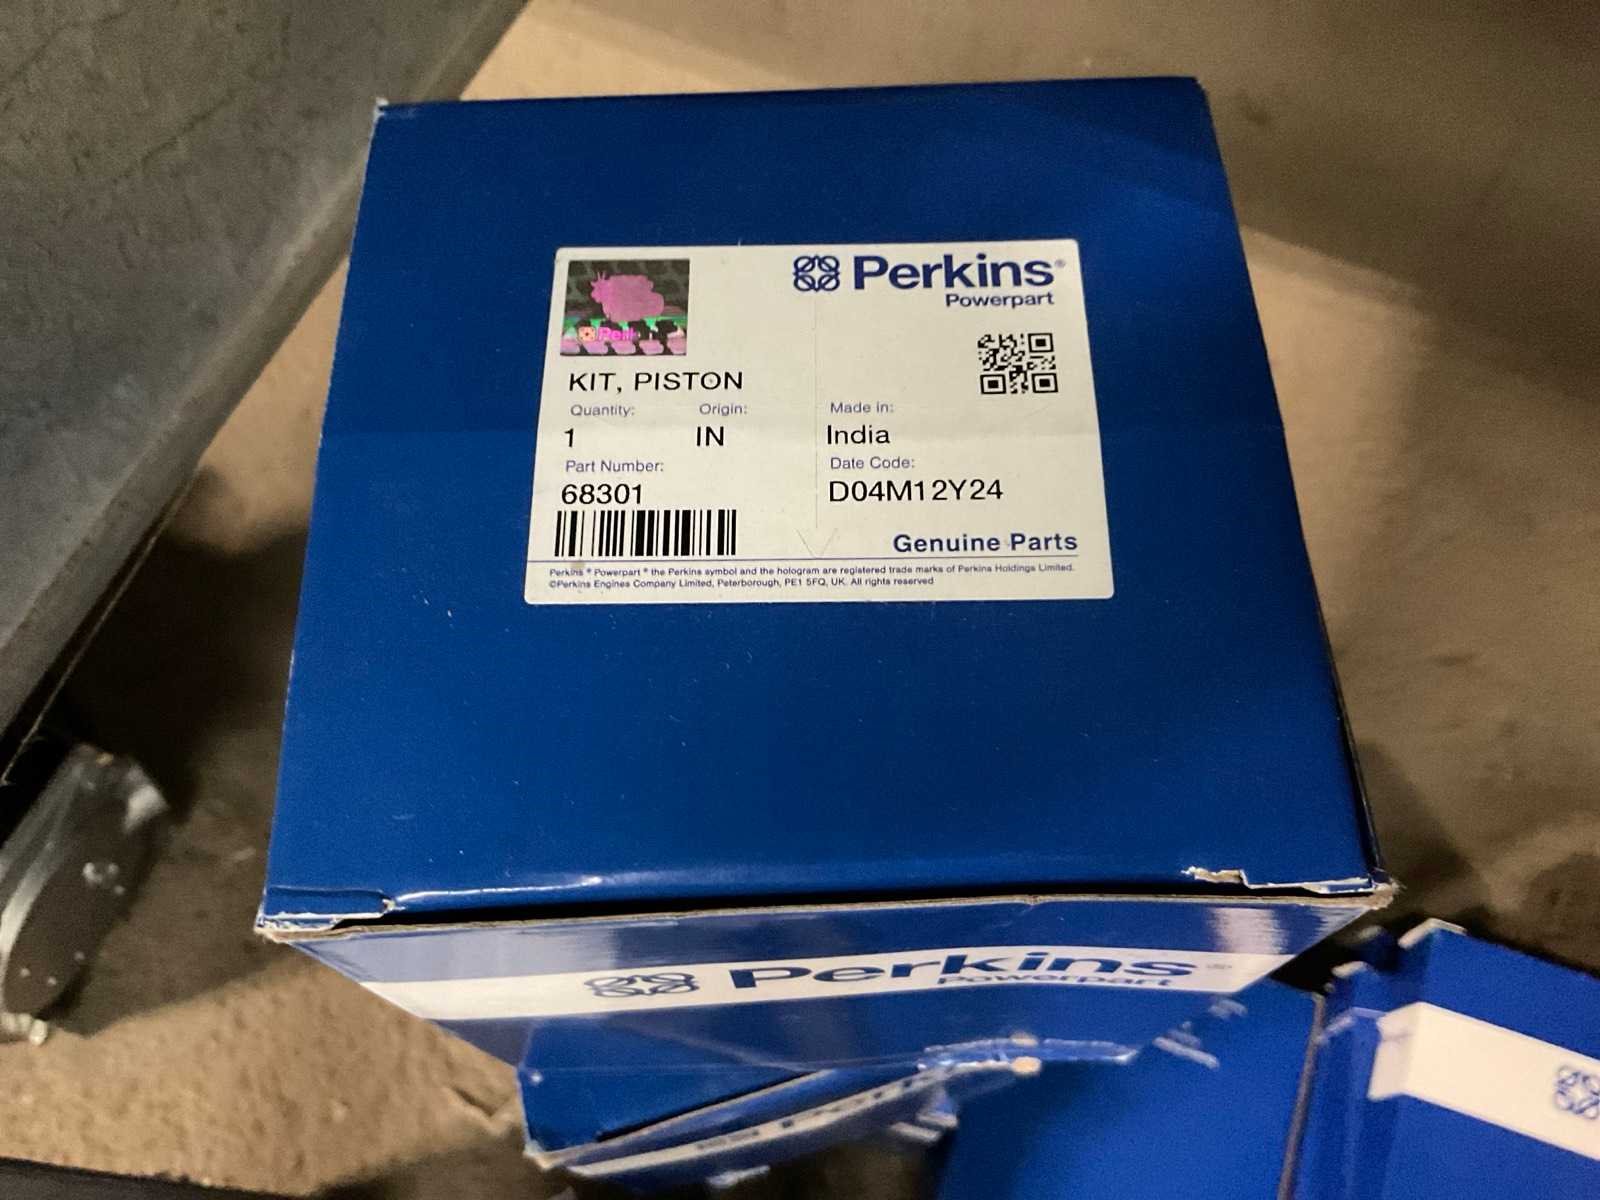 Perkins®
Powerpart
Perk
KIT, PISTON
Quantity: Origin: Made in:
1 IN India
Part Number: Date Code:
68301 D04M12Y24
Genuine Parts
Perkins ® Powerpart ® the Perkins symbol and the hologram are registered trade marks of Perkins Holdings Limited.
©Perkins Engines Company Limited, Peterborough, PE1 5FQ, UK. All rights reserved
Perkins
Powerpart